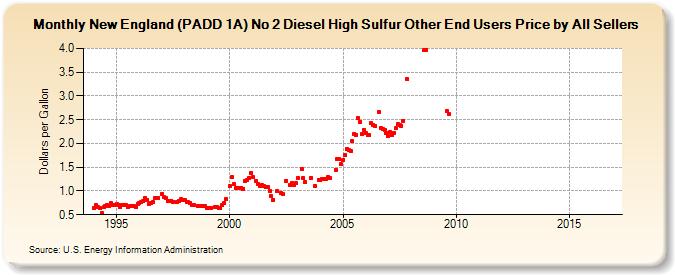 Monthly New England (PADD 1A) No 2 Diesel High Sulfur Other End Users Price by All Sellers
Dollars per Gallon
4.0
3.5
3.0
2.5
2.0
1.5
1.0
0.5
1995 2000 2005 2010 2015
Source: U.S. Energy Information Administration